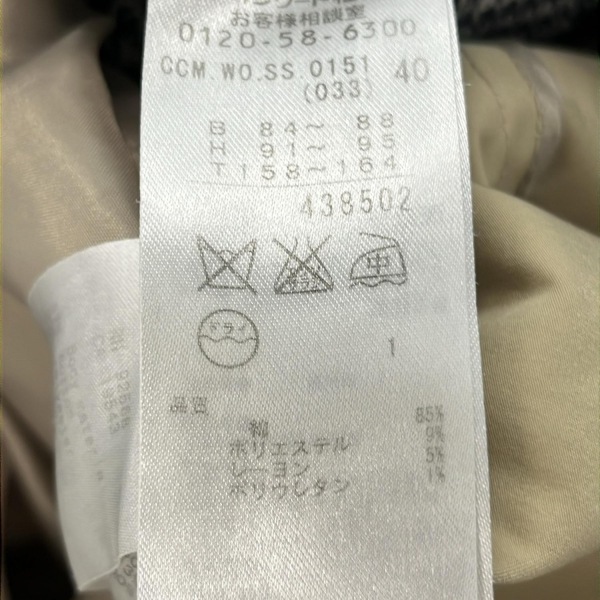 お客様相談室
0120-58-6300
CCM.WO.SS.0151 40
(033)
B 84～ 88
H 91～ 95
T 158～164
438502
中
ドライ
1
品質
綿 85%
ポリエステル 9%
レーヨン 5%
ポリウレタン 1%